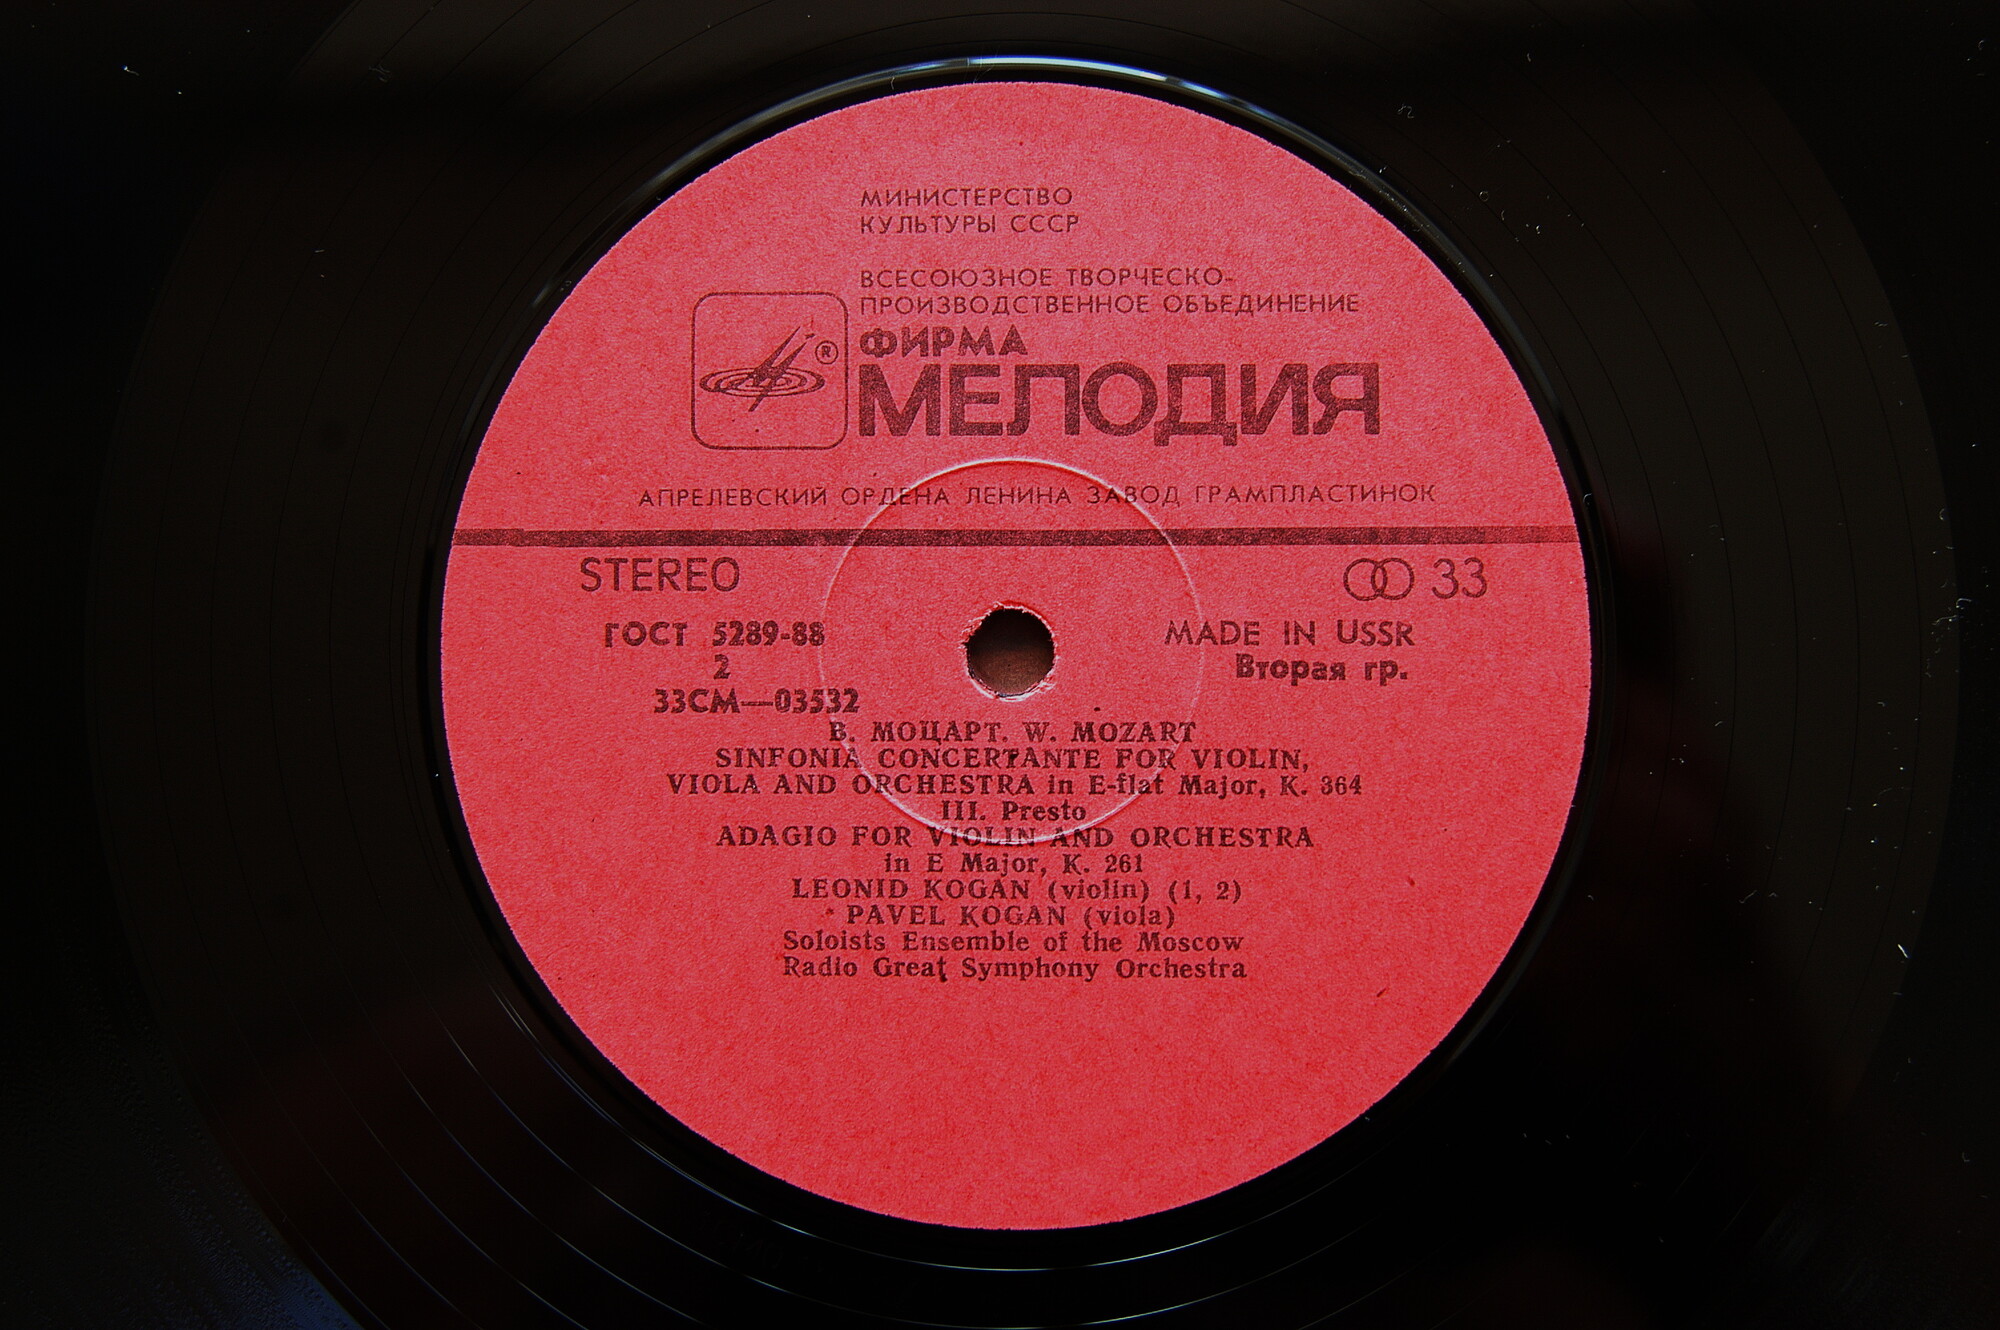 МИНИСТЕРСТВО
КУЛЬТУРЫ СССР
ВСЕСОЮЗНОЕ ТВОРЧЕСКО-
ПРОИЗВОДСТВЕННОЕ ОБЪЕДИНЕНИЕ
ФИРМА
®
МЕЛОДИЯ
АПРЕЛЕВСКИЙ ОРДЕНА ЛЕНИНА ЗАВОД ГРАМПЛАСТИНОК
STEREO
33
ГОСТ 5289-88
MADE IN USSR
2
Вторая гр.
33СМ—03532
В. МОЦАРТ. W. MOZART
SINFONIA CONCERTANTE FOR VIOLIN,
VIOLA AND ORCHESTRA in E-flat Major, K. 364
III. Presto
ADAGIO FOR VIOLIN AND ORCHESTRA
in E Major, K. 261
LEONID KOGAN (violin) (1, 2)
PAVEL KOGAN (viola)
Soloists Ensemble of the Moscow
Radio Great Symphony Orchestra